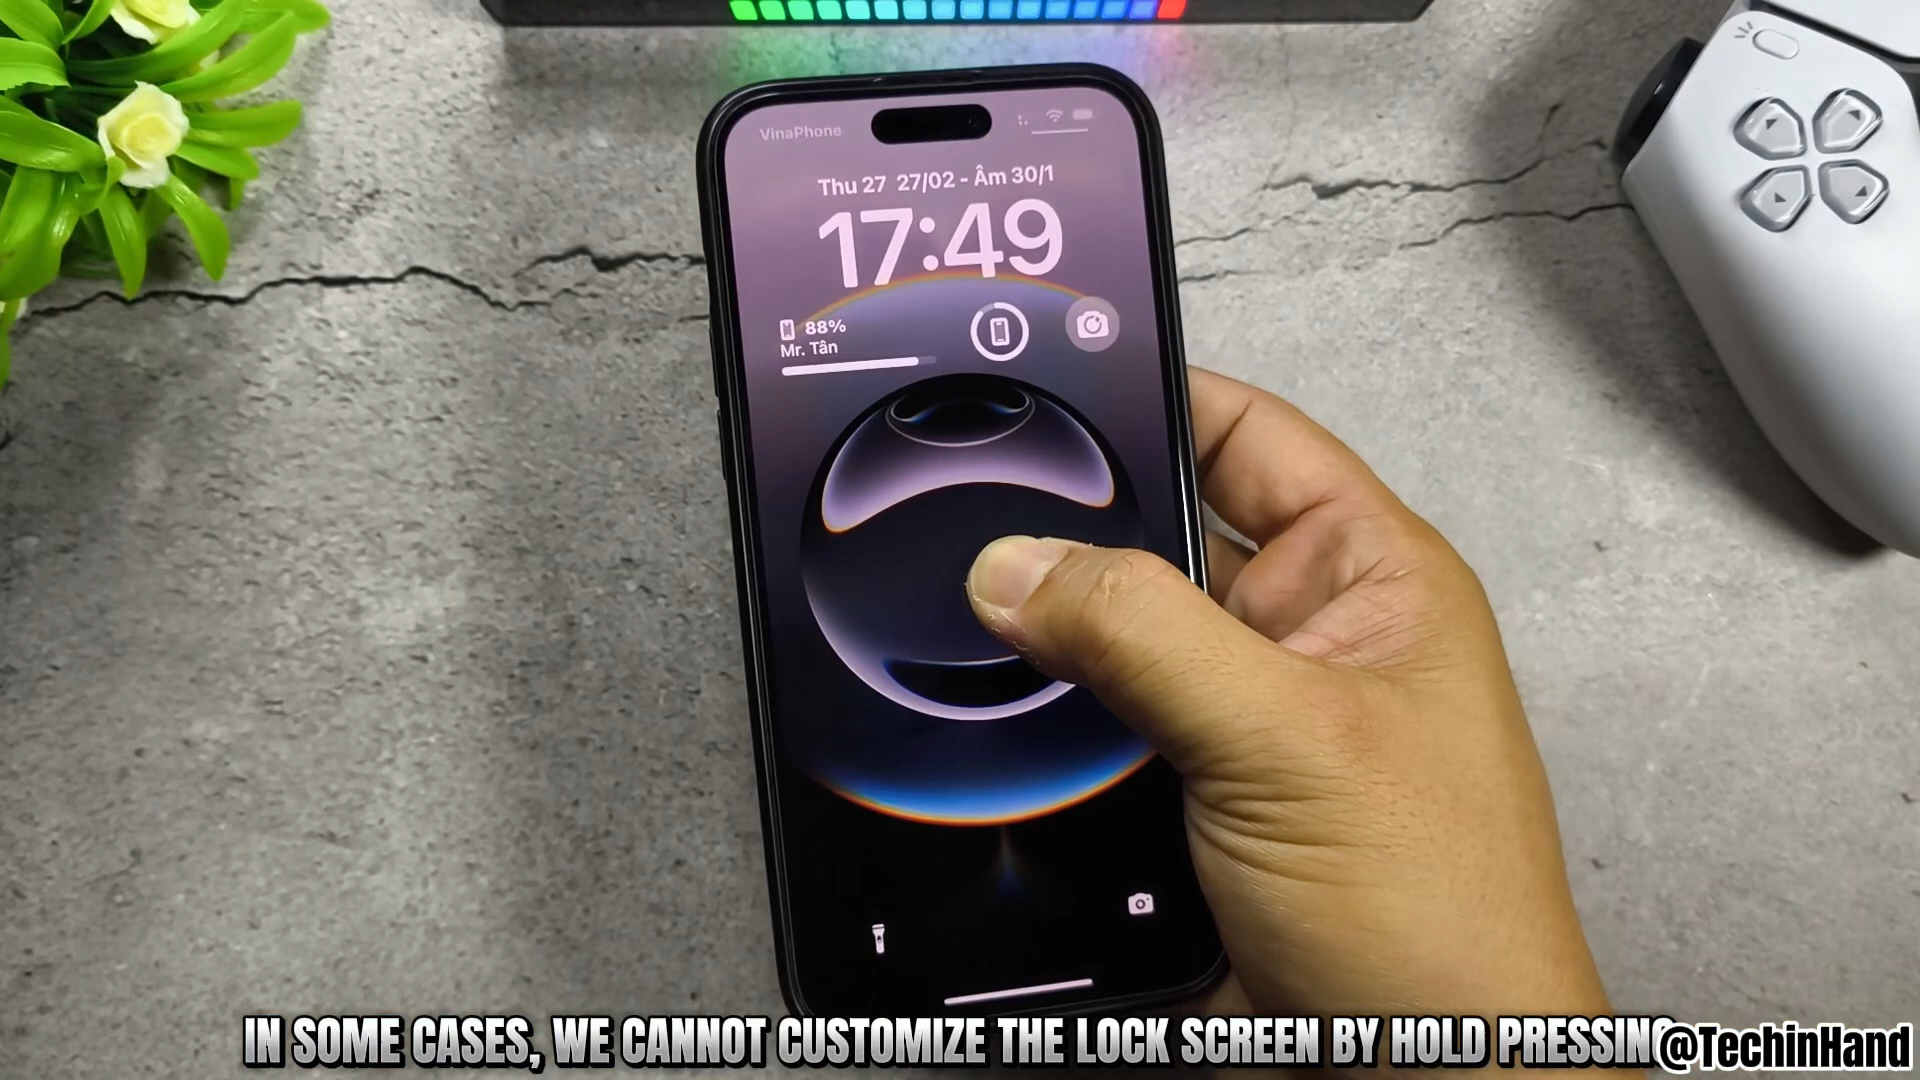 VinaPhone
Thu 27 27/02 - Âm 30/1
17:49
88%
Mr. Tân
IN SOME CASES, WE CANNOT CUSTOMIZE THE LOCK SCREEN BY HOLD PRESSING
@TechinHand